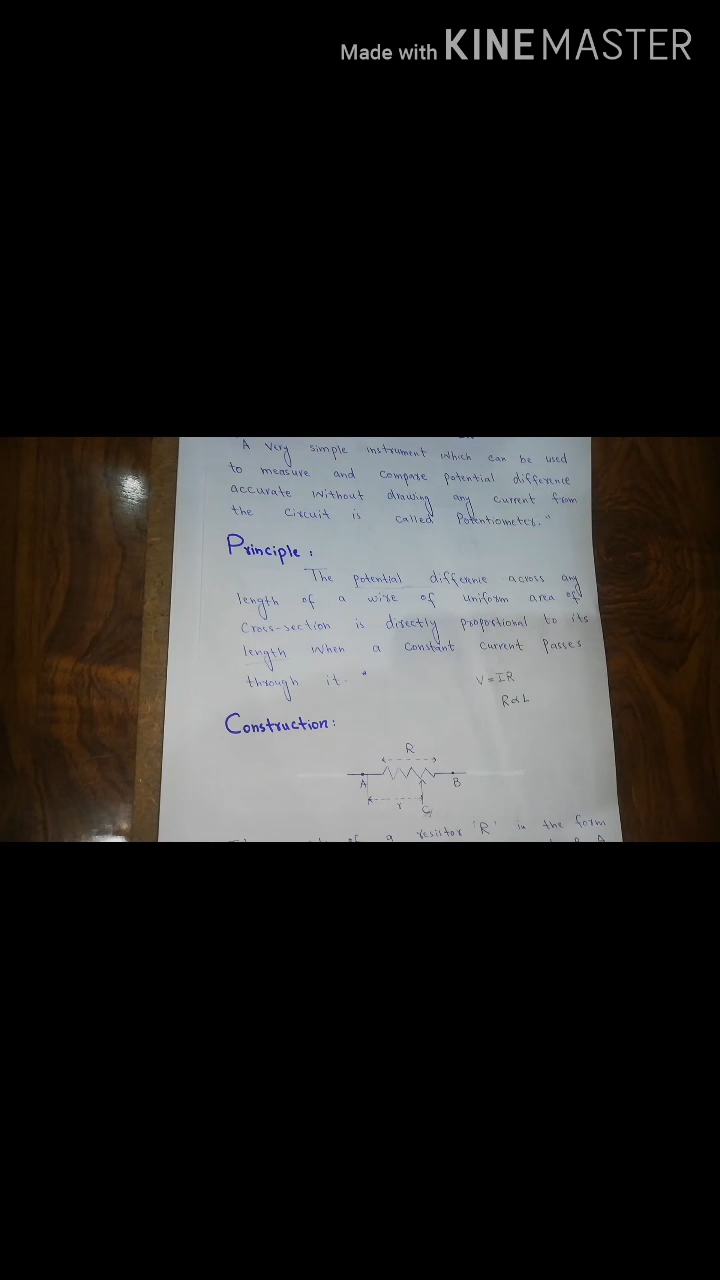 Made with KINEMASTER
"A very simple instrument which can be used
to measure and compare potential difference
accurate without drawing any current from
the circuit is called Potentiometer."
Principle:
The potential difference across any
length of a wire of uniform area of
Cross-section is directly proportional to its
length when a constant current Passes
through it."
V=IR
R∝L
Construction:
R
A B
r C
a resistor 'R' in the form